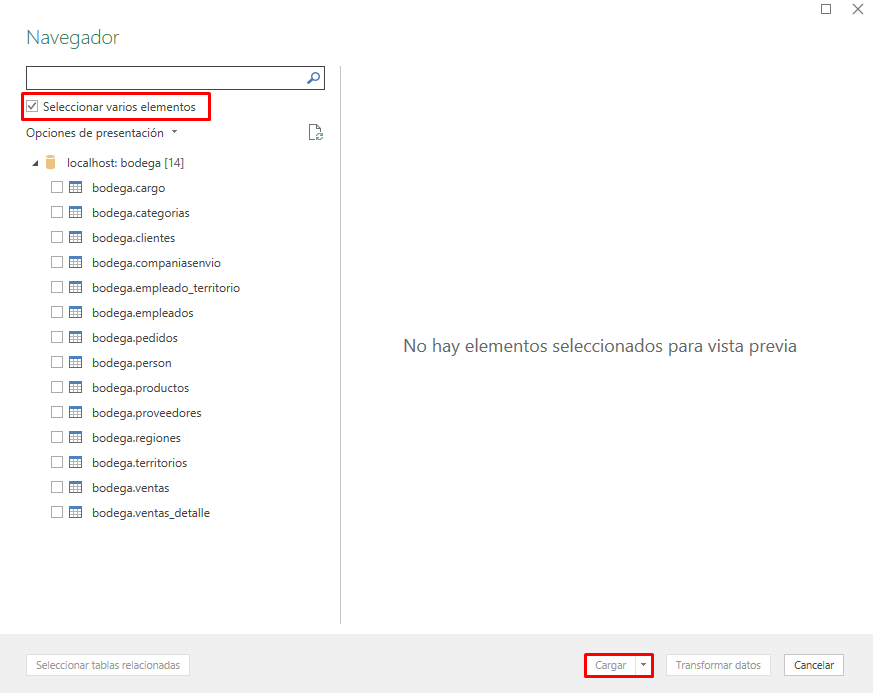 Navegador
Seleccionar varios elementos
Opciones de presentación
localhost: bodega [14]
bodega.cargo
bodega.categorias
bodega.clientes
bodega.companiasenvio
bodega.empleado_territorio
bodega.empleados
bodega.pedidos
bodega.person
bodega.productos
bodega.proveedores
bodega.regiones
bodega.territorios
bodega.ventas
bodega.ventas_detalle
No hay elementos seleccionados para vista previa
Seleccionar tablas relacionadas
Cargar
Transformar datos
Cancelar